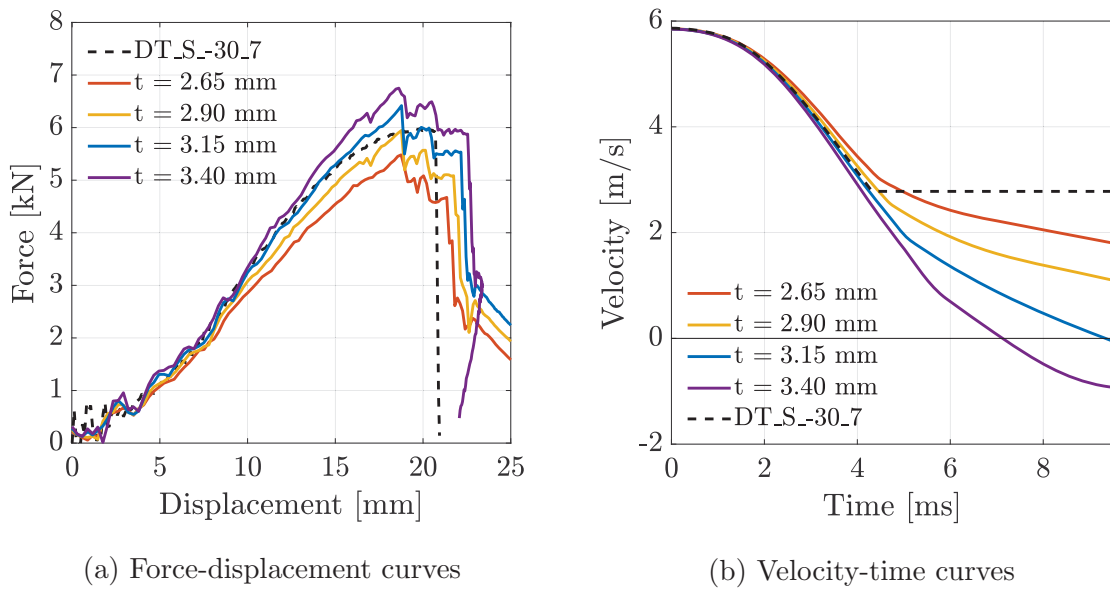 8
7
6
5
4
3
2
1
0
Force [kN]
DT_S_-30_7
t = 2.65 mm
t = 2.90 mm
t = 3.15 mm
t = 3.40 mm
0 5 10 15 20 25
Displacement [mm]
(a) Force-displacement curves
6
4
2
0
-2
Velocity [m/s]
t = 2.65 mm
t = 2.90 mm
t = 3.15 mm
t = 3.40 mm
DT_S_-30_7
0 2 4 6 8
Time [ms]
(b) Velocity-time curves